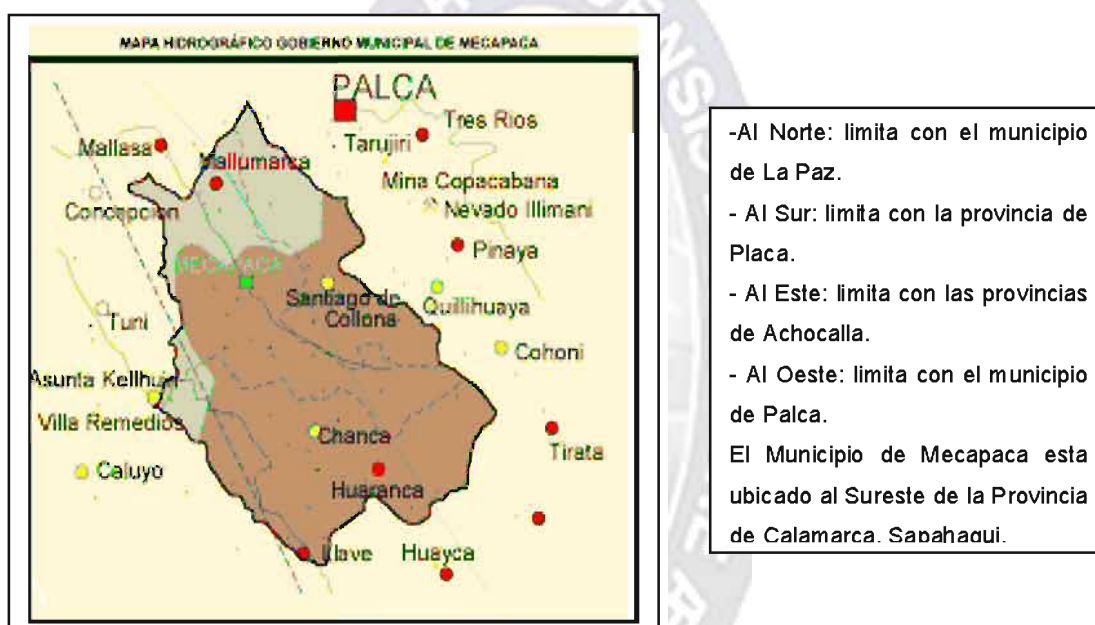 MAPA HIDROGRÁFICO GOBIERNO MUNICIPAL DE MECAPACA
PALCA
Tres Rios
Tarujiri
Mallasa
Mallumarca
Mina Copacabana
Concepcion
Nevado Illimani
Pinaya
MECAPACA
Santiago de
Collona
Quillihuaya
Tuni
Cohoni
Asunta Kellhuiri
Villa Remedios
Chanca
Tirata
Caluyo
Huaranca
Llave
Huayca
-Al Norte: limita con el municipio
de La Paz.
- Al Sur: limita con la provincia de
Placa.
- Al Este: limita con las provincias
de Achocalla.
- Al Oeste: limita con el municipio
de Palca.
El Municipio de Mecapaca esta
ubicado al Sureste de la Provincia
de Calamarca. Sapahaqui.